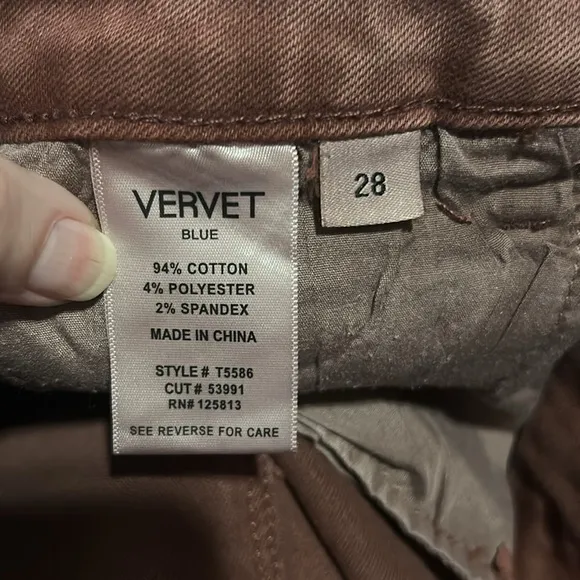 VERVET
BLUE
94% COTTON
4% POLYESTER
2% SPANDEX
MADE IN CHINA
STYLE # T5586
CUT # 53991
RN# 125813
SEE REVERSE FOR CARE
28